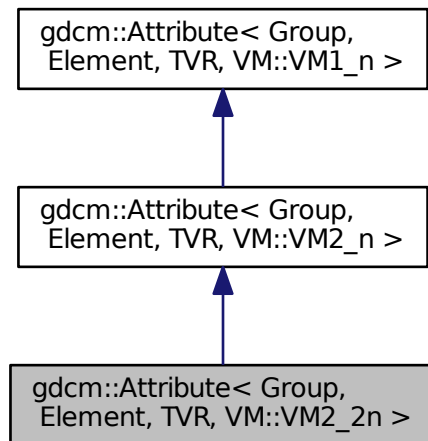 gdcm::Attribute< Group,
Element, TVR, VM::VM1_n >
gdcm::Attribute< Group,
Element, TVR, VM::VM2_n >
gdcm::Attribute< Group,
Element, TVR, VM::VM2_2n >